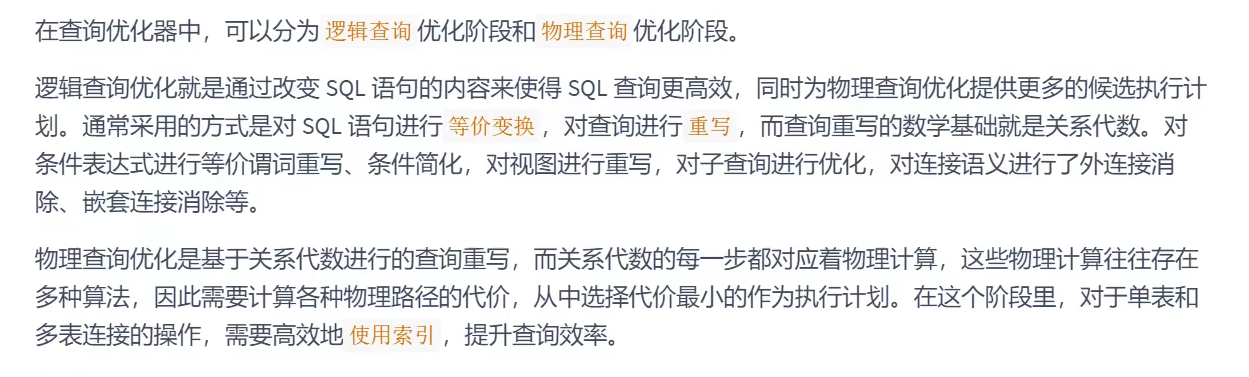 在查询优化器中，可以分为 逻辑查询 优化阶段和 物理查询 优化阶段。
逻辑查询优化就是通过改变 SQL 语句的内容来使得 SQL 查询更高效，同时为物理查询优化提供更多的候选执行计
划。通常采用的方式是对 SQL 语句进行 等价变换 ，对查询进行 重写 ，而查询重写的数学基础就是关系代数。对
条件表达式进行等价谓词重写、条件简化，对视图进行重写，对子查询进行优化，对连接语义进行了外连接消
除、嵌套连接消除等。
物理查询优化是基于关系代数进行的查询重写，而关系代数的每一步都对应着物理计算，这些物理计算往往存在
多种算法，因此需要计算各种物理路径的代价，从中选择代价最小的作为执行计划。在这个阶段里，对于单表和
多表连接的操作，需要高效地 使用索引 ，提升查询效率。